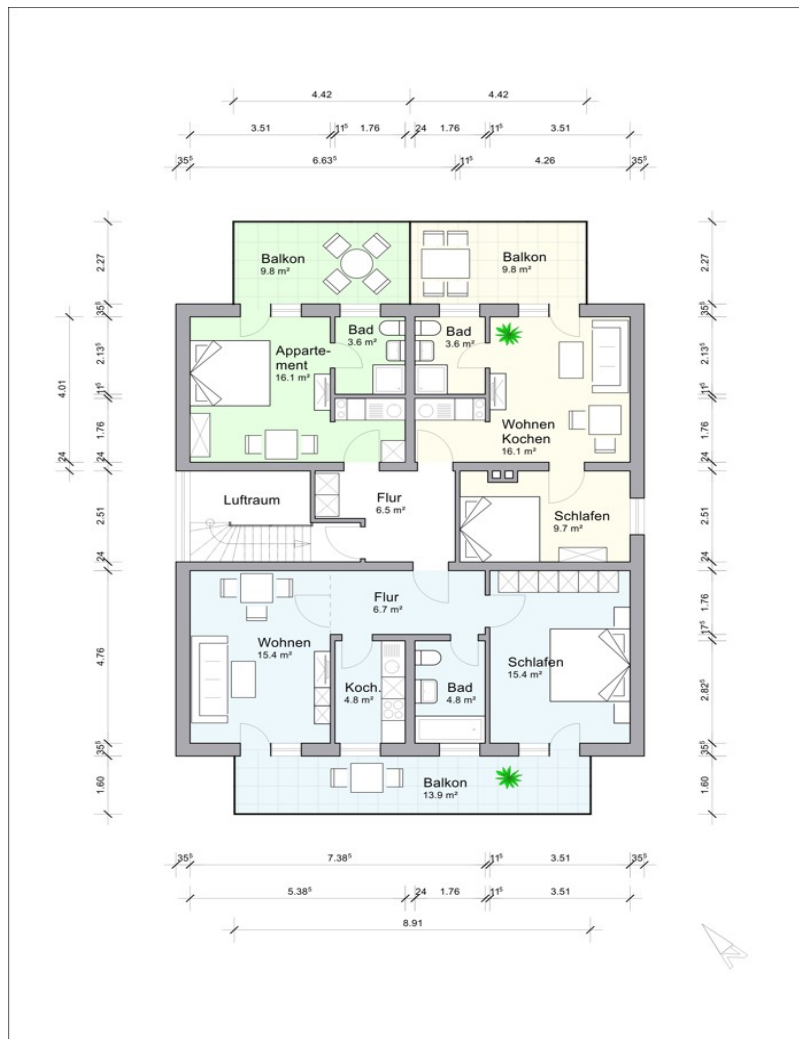 4.42 4.42
3.51 11⁵ 1.76 24 1.76 11⁵ 3.51
35⁵ 6.63⁵ 11⁵ 4.26 35⁵
Balkon
9.8 m²
Balkon
9.8 m²
2.27
2.27
35⁵
35⁵
Bad
3.6 m²
Bad
3.6 m²
Apparte-
ment
16.1 m²
2.13⁵
2.13⁵
4.01
11⁵
11⁵
Wohnen
Kochen
16.1 m²
1.76
1.76
24
24
24
Luftraum
Flur
6.5 m²
Schlafen
9.7 m²
2.51
2.51
24
24
Flur
6.7 m²
1.76
17⁵
Wohnen
15.4 m²
Schlafen
15.4 m²
4.76
Koch.
4.8 m²
Bad
4.8 m²
2.82⁵
35⁵
35⁵
Balkon
13.9 m²
1.60
1.60
35⁵ 7.38⁵ 11⁵ 3.51 35⁵
5.38⁵ 24 1.76 11⁵ 3.51
8.91